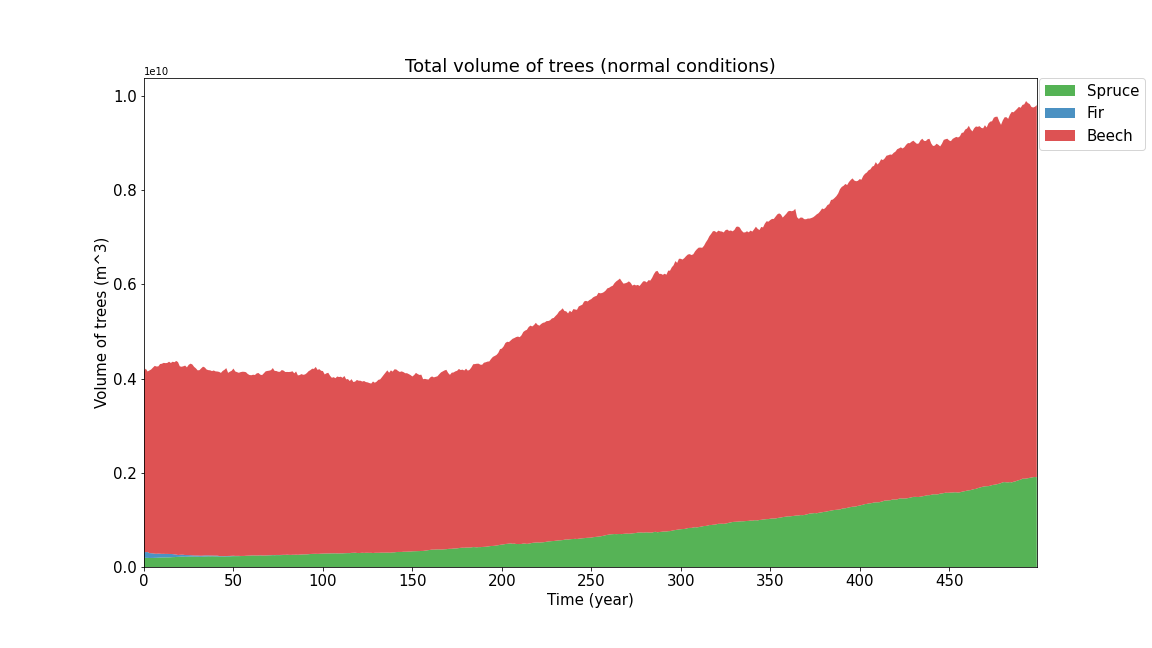 Total volume of trees (normal conditions)
1e10
Spruce
Fir
Beech
1.0
0.8
0.6
0.4
0.2
0.0
Volume of trees (m^3)
0 50 100 150 200 250 300 350 400 450
Time (year)